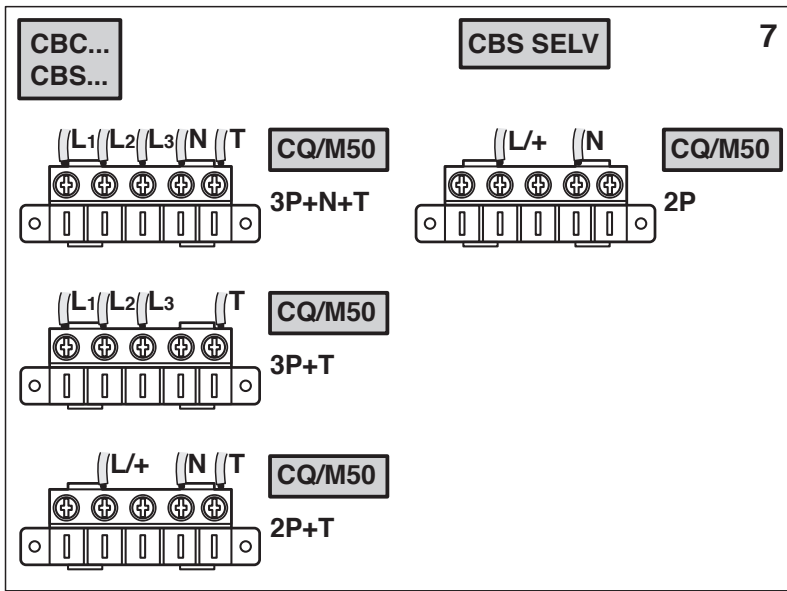 CBC...
CBS...
CBS SELV
7
L1 L2 L3 N T
CQ/M50
3P+N+T
L/+ N
CQ/M50
2P
L1 L2 L3 T
CQ/M50
3P+T
L/+ N T
CQ/M50
2P+T